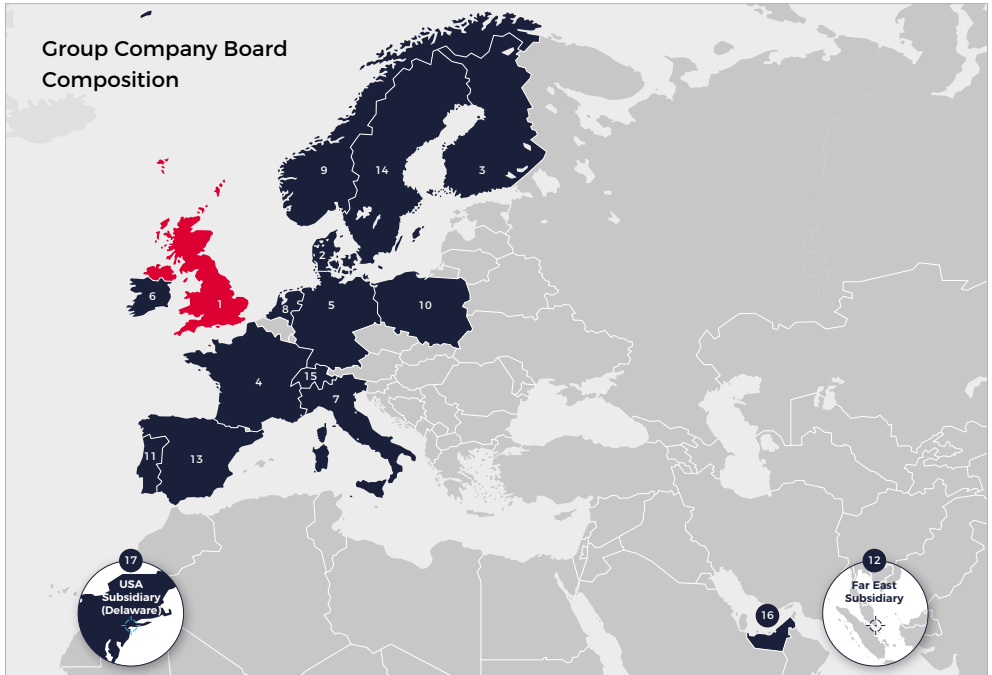 Group Company Board
Composition
9
14
3
2
6
1
8
5
10
4
15
7
11
13
17
USA
Subsidiary
(Delaware)
12
Far East
Subsidiary
16